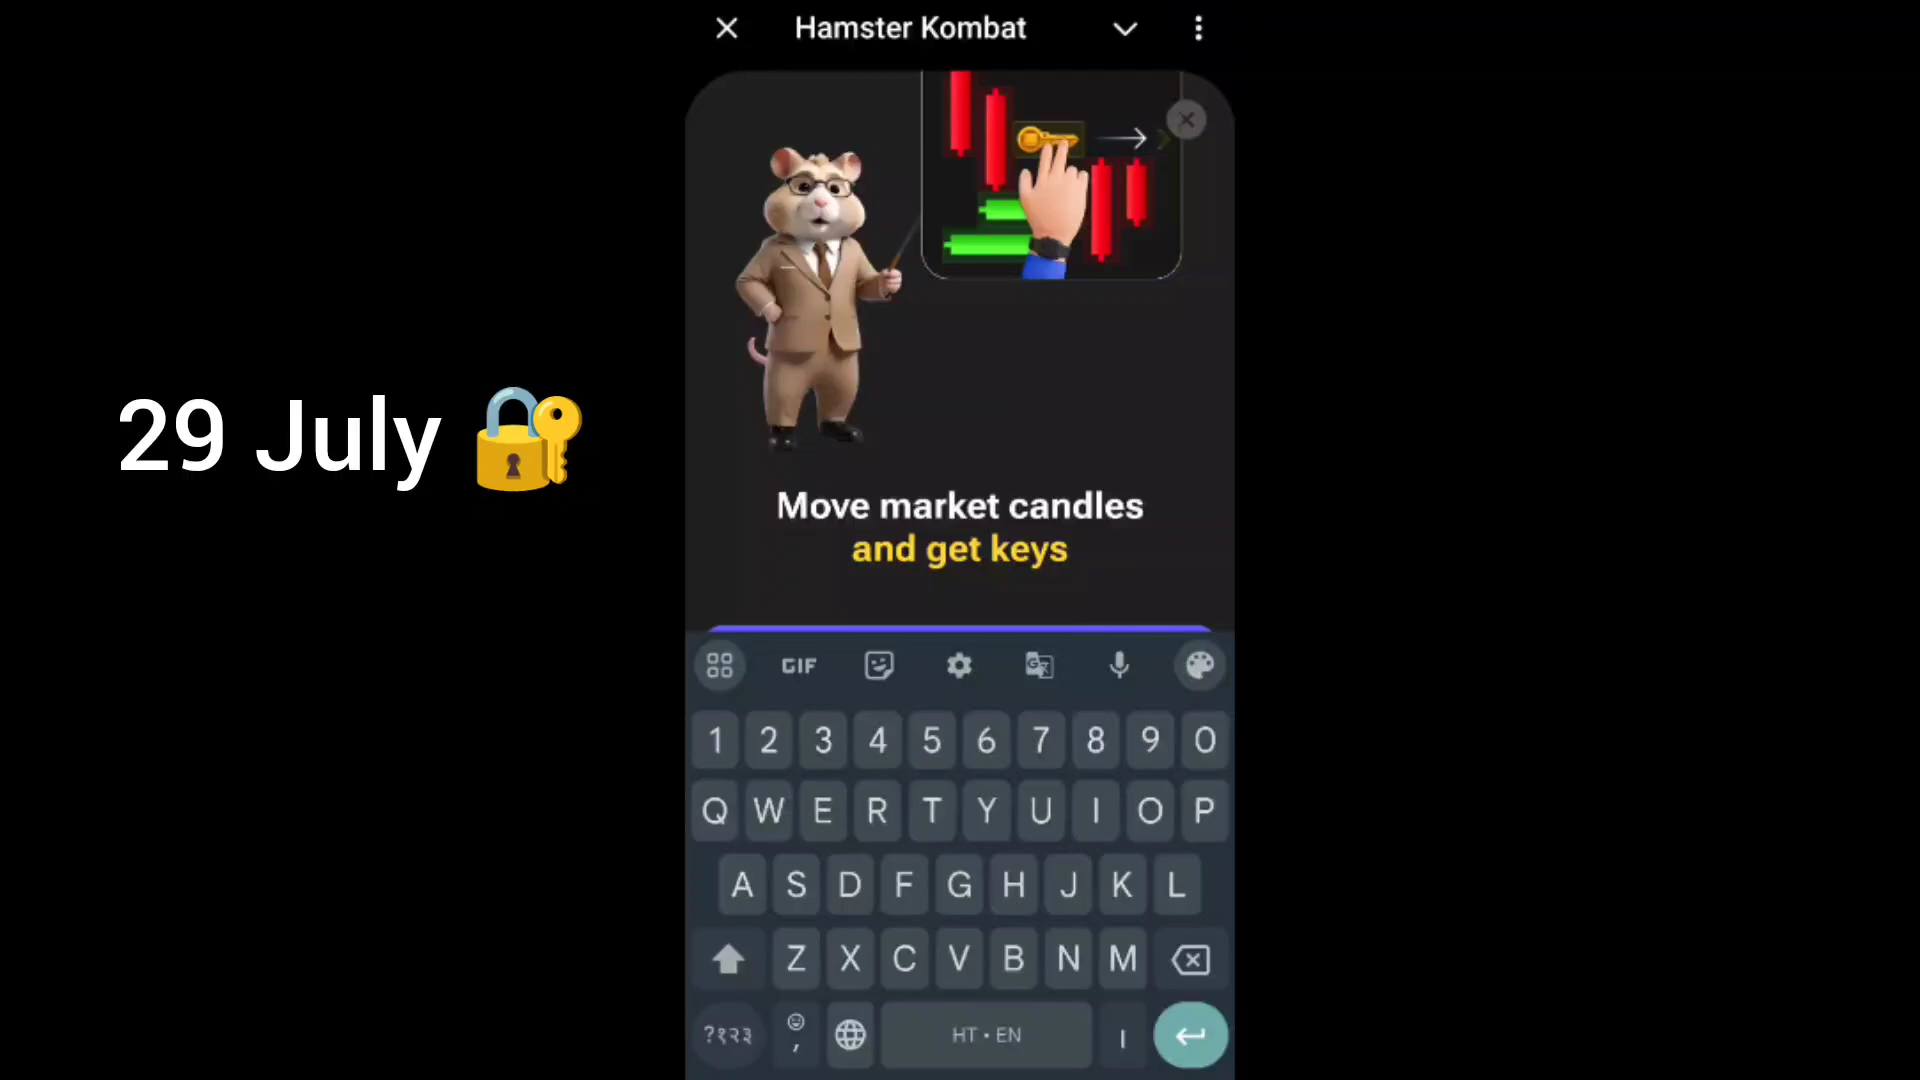 Hamster Kombat
29 July
Move market candles
and get keys
GIF
1 2 3 4 5 6 7 8 9 0
Q W E R T Y U I O P
A S D F G H J K L
Z X C V B N M
?१२३ , HT • EN ।